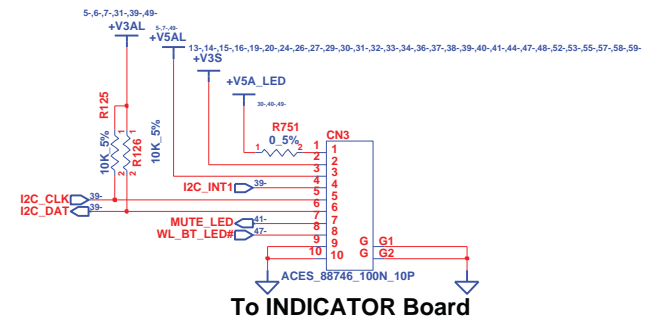 5-,6-,7-,31-,39-,49-
+V3AL
5-,7-,49-
+V5AL
13-,14-,15-,16-,19-,20-,24-,26-,27-,29-,30-,31-,32-,33-,34-,36-,37-,38-,39-,40-,41-,44-,47-,48-,52-,53-,55-,57-,58-,59-
+V3S
+V5A_LED
30-,40-,49-
R125
10K_5%
1
2
1
2
R126
10K_5%
R751
0_5%
1
2
CN3
1 1
2 2
3 3
I2C_INT1 39- 4 4
I2C_CLK 39- 5 5
I2C_DAT 39- 6 6
MUTE_LED 41- 7 7
WL_BT_LED# 47- 8 8
9 9 G G1
10 10 G G2
ACES_88746_100N_10P
To INDICATOR Board